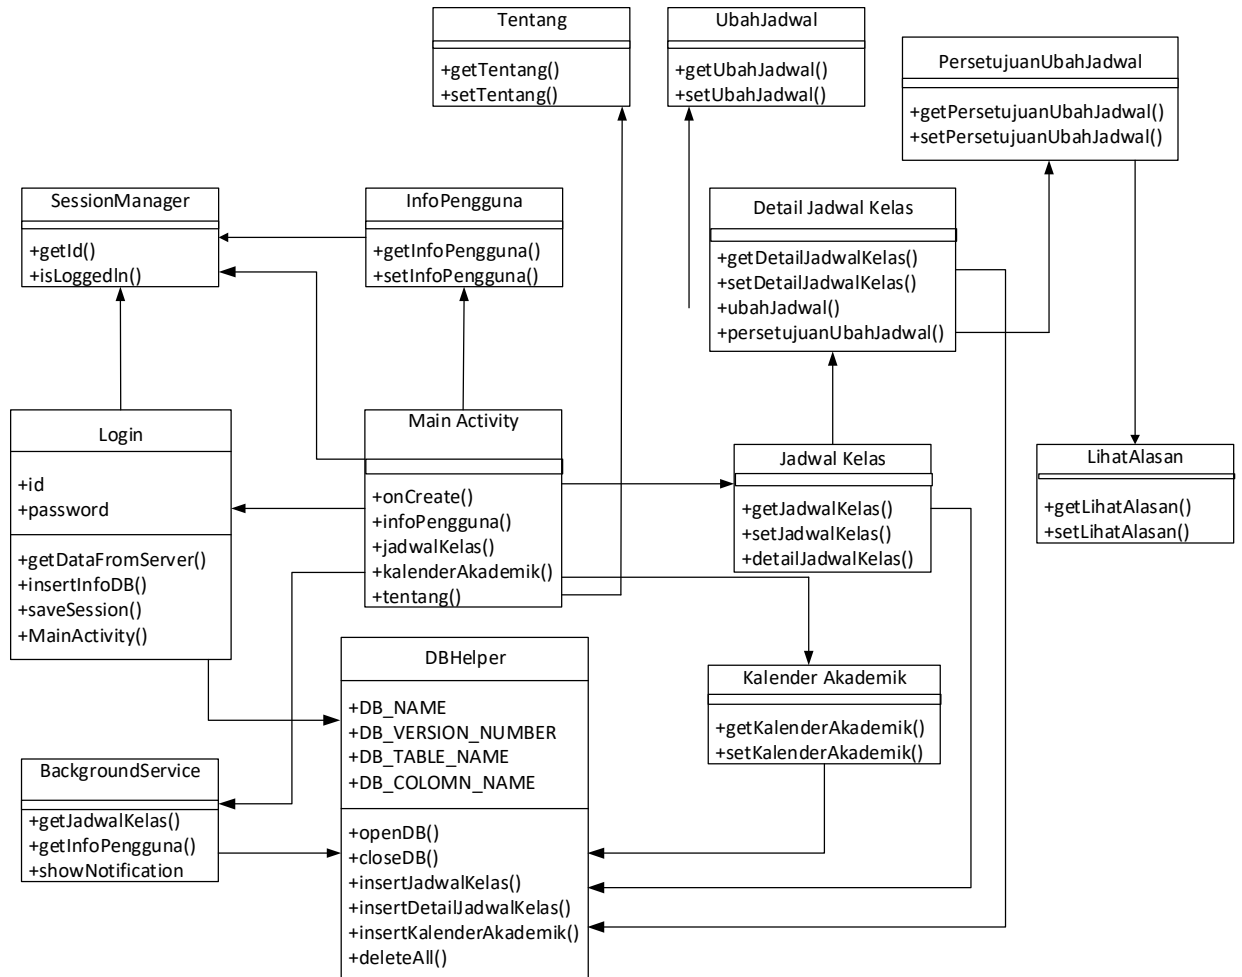 Tentang
+getTentang()
+setTentang()
UbahJadwal
+getUbahJadwal()
+setUbahJadwal()
PersetujuanUbahJadwal
+getPersetujuanUbahJadwal()
+setPersetujuanUbahJadwal()
SessionManager
+getId()
+isLoggedIn()
InfoPengguna
+getInfoPengguna()
+setInfoPengguna()
Detail Jadwal Kelas
+getDetailJadwalKelas()
+setDetailJadwalKelas()
+ubahJadwal()
+persetujuanUbahJadwal()
Login
+id
+password
+getDataFromServer()
+insertInfoDB()
+saveSession()
+MainActivity()
Main Activity
+onCreate()
+infoPengguna()
+jadwalKelas()
+kalenderAkademik()
+tentang()
Jadwal Kelas
+getJadwalKelas()
+setJadwalKelas()
+detailJadwalKelas()
LihatAlasan
+getLihatAlasan()
+setLihatAlasan()
DBHelper
+DB_NAME
+DB_VERSION_NUMBER
+DB_TABLE_NAME
+DB_COLOMN_NAME
+openDB()
+closeDB()
+insertJadwalKelas()
+insertDetailJadwalKelas()
+insertKalenderAkademik()
+deleteAll()
Kalender Akademik
+getKalenderAkademik()
+setKalenderAkademik()
BackgroundService
+getJadwalKelas()
+getInfoPengguna()
+showNotification